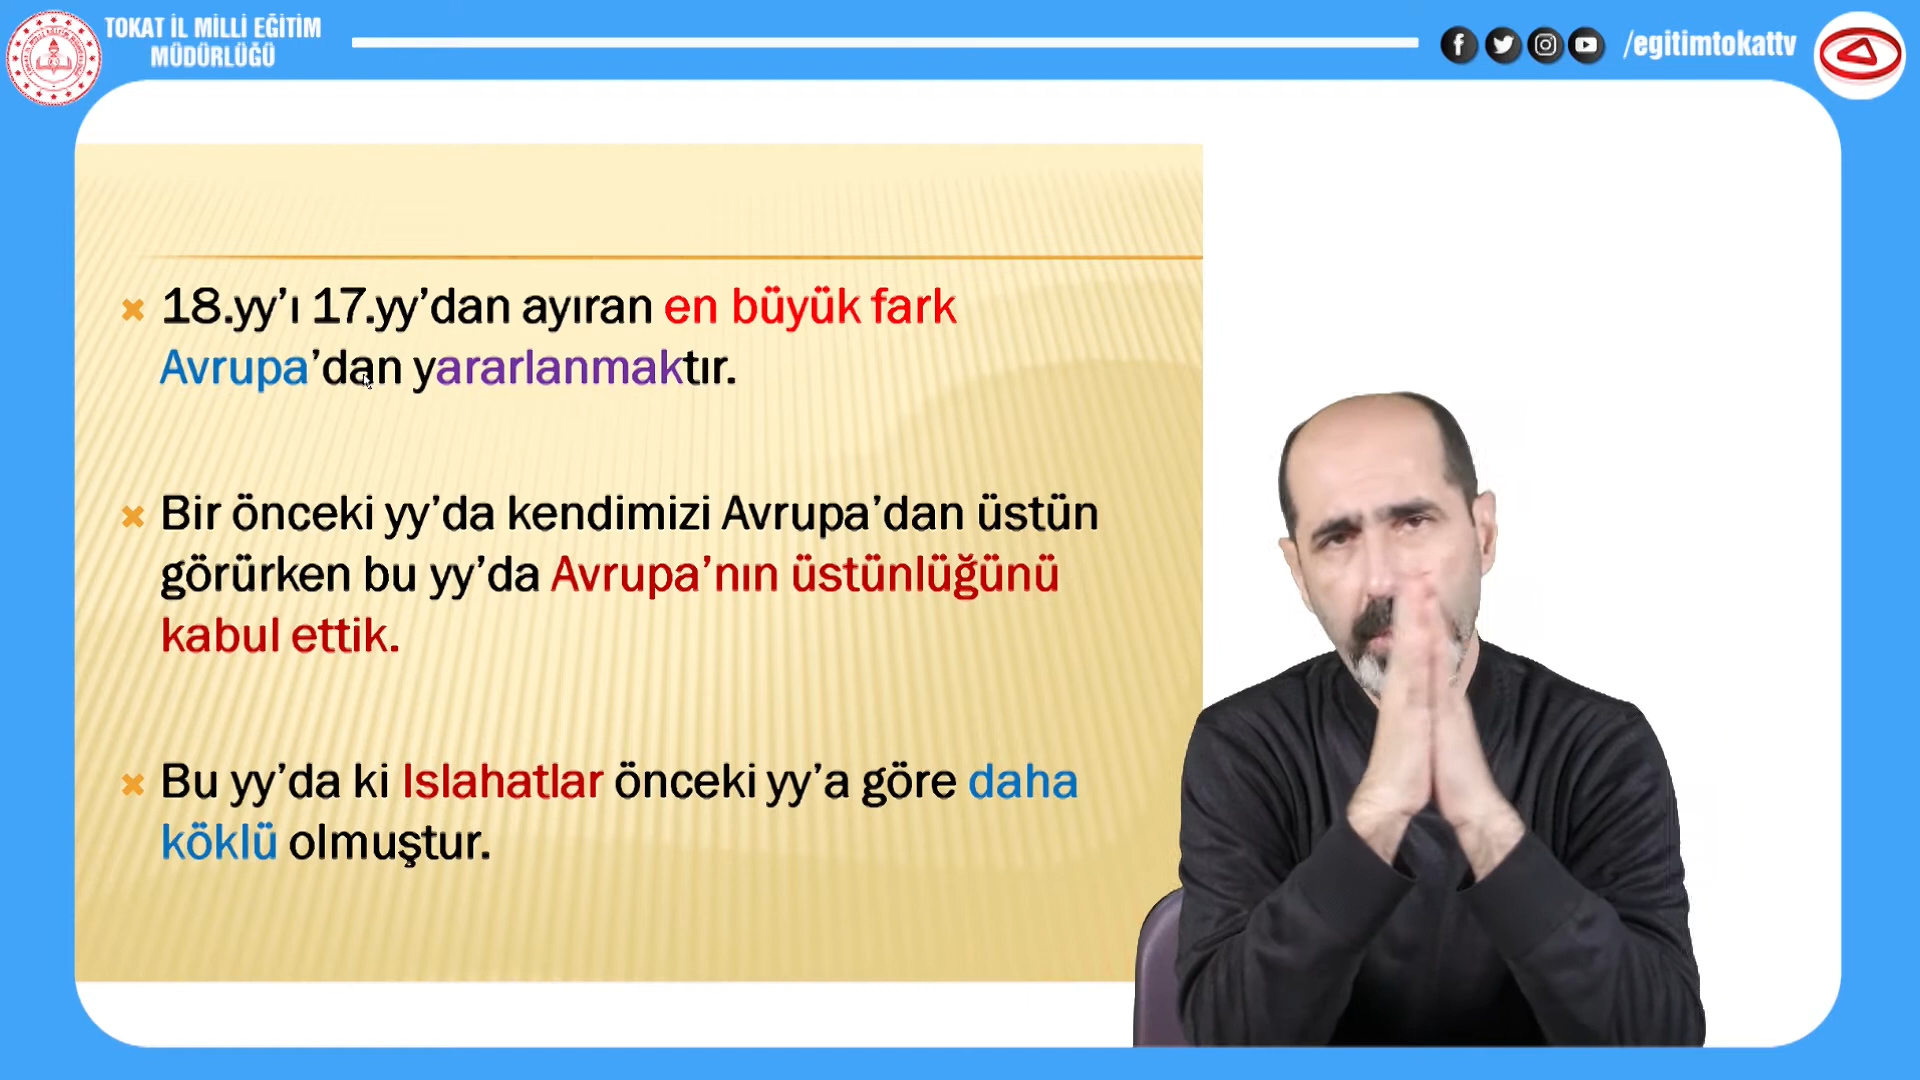 TOKAT İL MİLLİ EĞİTİM
MÜDÜRLÜĞÜ
/egitimtokattv
18.yy’ı 17.yy’dan ayıran en büyük fark
Avrupa’dan yararlanmaktır.
Bir önceki yy’da kendimizi Avrupa’dan üstün
görürken bu yy’da Avrupa’nın üstünlüğünü
kabul ettik.
Bu yy’da ki Islahatlar önceki yy’a göre daha
köklü olmuştur.